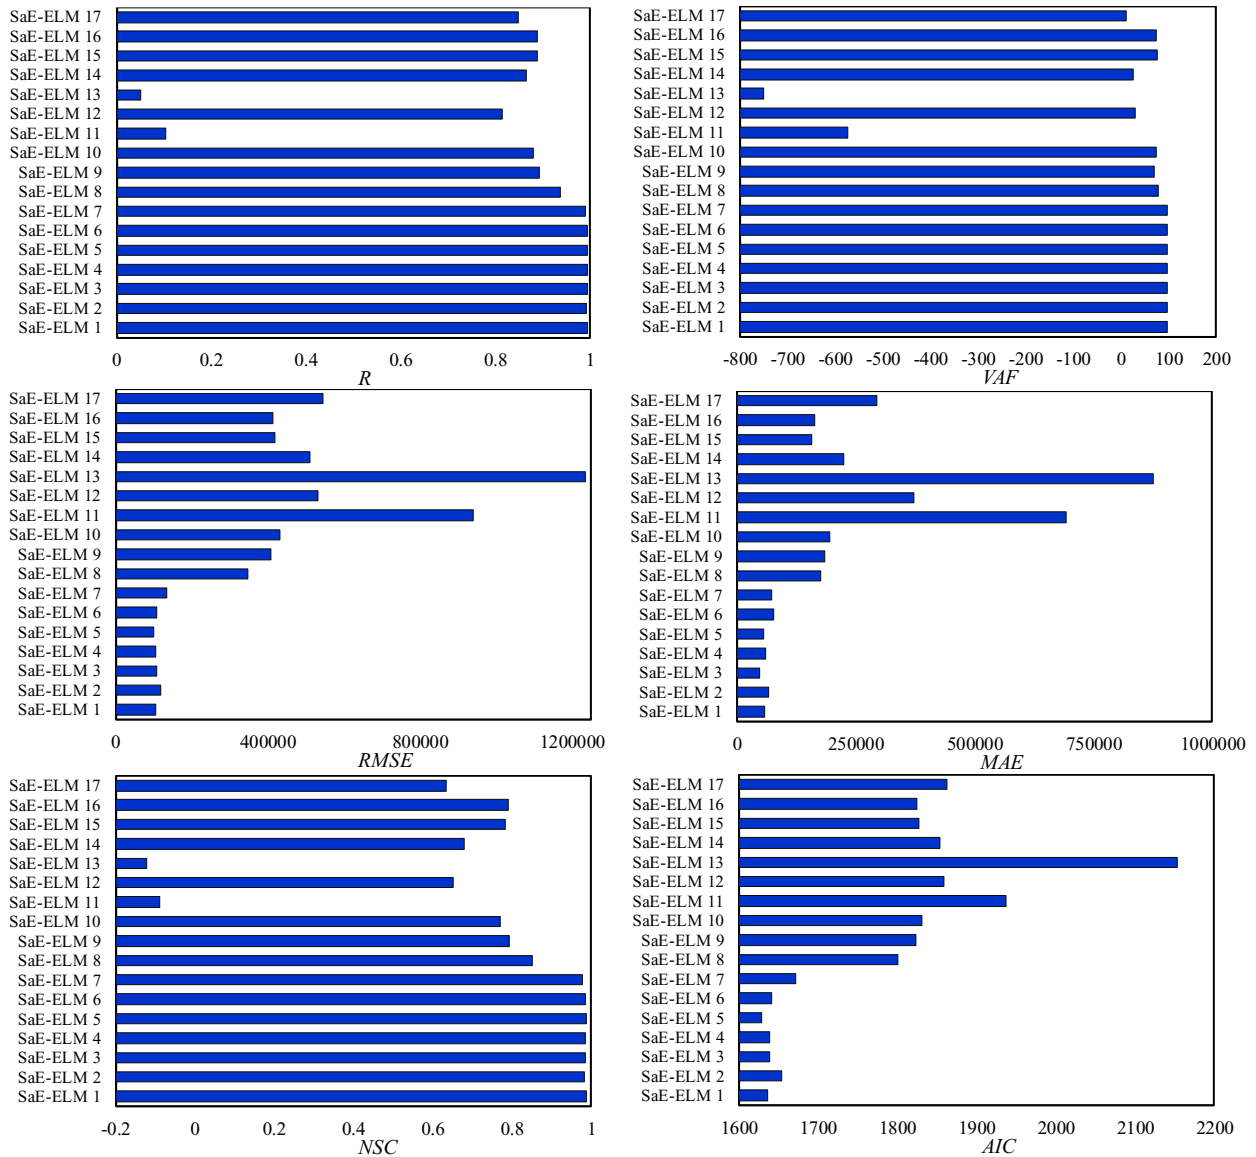 SaE-ELM 17
SaE-ELM 16
SaE-ELM 15
SaE-ELM 14
SaE-ELM 13
SaE-ELM 12
SaE-ELM 11
SaE-ELM 10
SaE-ELM 9
SaE-ELM 8
SaE-ELM 7
SaE-ELM 6
SaE-ELM 5
SaE-ELM 4
SaE-ELM 3
SaE-ELM 2
SaE-ELM 1
0 0.2 0.4 0.6 0.8 1
R
SaE-ELM 17
SaE-ELM 16
SaE-ELM 15
SaE-ELM 14
SaE-ELM 13
SaE-ELM 12
SaE-ELM 11
SaE-ELM 10
SaE-ELM 9
SaE-ELM 8
SaE-ELM 7
SaE-ELM 6
SaE-ELM 5
SaE-ELM 4
SaE-ELM 3
SaE-ELM 2
SaE-ELM 1
-800 -700 -600 -500 -400 -300 -200 -100 0 100 200
VAF
SaE-ELM 17
SaE-ELM 16
SaE-ELM 15
SaE-ELM 14
SaE-ELM 13
SaE-ELM 12
SaE-ELM 11
SaE-ELM 10
SaE-ELM 9
SaE-ELM 8
SaE-ELM 7
SaE-ELM 6
SaE-ELM 5
SaE-ELM 4
SaE-ELM 3
SaE-ELM 2
SaE-ELM 1
0 400000 800000 1200000
RMSE
SaE-ELM 17
SaE-ELM 16
SaE-ELM 15
SaE-ELM 14
SaE-ELM 13
SaE-ELM 12
SaE-ELM 11
SaE-ELM 10
SaE-ELM 9
SaE-ELM 8
SaE-ELM 7
SaE-ELM 6
SaE-ELM 5
SaE-ELM 4
SaE-ELM 3
SaE-ELM 2
SaE-ELM 1
0 250000 500000 750000 1000000
MAE
SaE-ELM 17
SaE-ELM 16
SaE-ELM 15
SaE-ELM 14
SaE-ELM 13
SaE-ELM 12
SaE-ELM 11
SaE-ELM 10
SaE-ELM 9
SaE-ELM 8
SaE-ELM 7
SaE-ELM 6
SaE-ELM 5
SaE-ELM 4
SaE-ELM 3
SaE-ELM 2
SaE-ELM 1
-0.2 0 0.2 0.4 0.6 0.8 1
NSC
SaE-ELM 17
SaE-ELM 16
SaE-ELM 15
SaE-ELM 14
SaE-ELM 13
SaE-ELM 12
SaE-ELM 11
SaE-ELM 10
SaE-ELM 9
SaE-ELM 8
SaE-ELM 7
SaE-ELM 6
SaE-ELM 5
SaE-ELM 4
SaE-ELM 3
SaE-ELM 2
SaE-ELM 1
1600 1700 1800 1900 2000 2100 2200
AIC